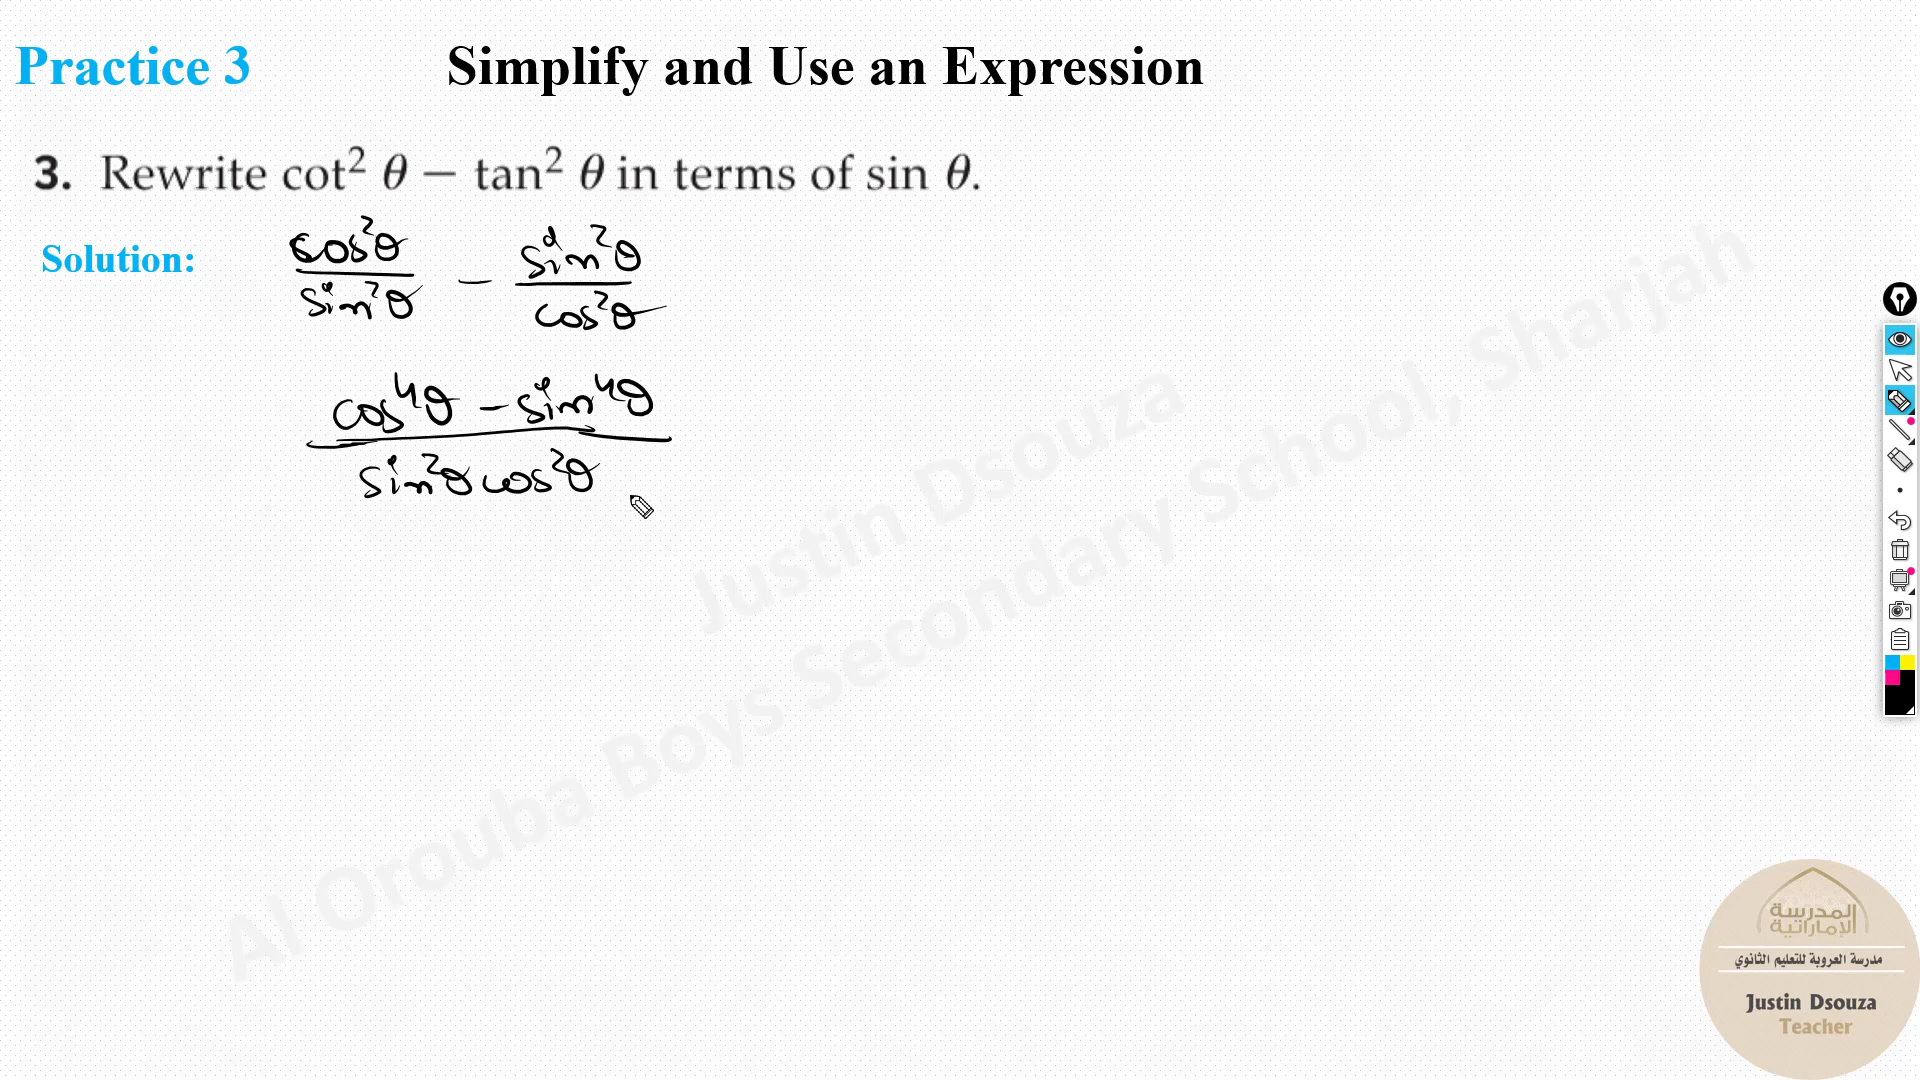 Practice 3 Simplify and Use an Expression
3. Rewrite cot² θ − tan² θ in terms of sin θ.
Solution: cos²θ/sin²θ − sin²θ/cos²θ
cos⁴θ − sin⁴θ/sin²θ cos²θ
Justin Dsouza
Al Orouba Boys Secondary School, Sharjah
المدرسة
الإماراتية
مدرسة العروبة للتعليم الثانوي
Justin Dsouza
Teacher